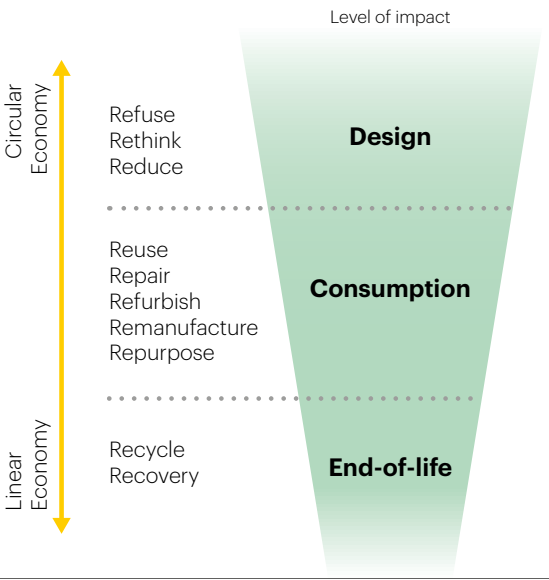 Level of impact
Circular
Economy
Refuse
Rethink
Reduce
Design
Reuse
Repair
Refurbish
Remanufacture
Repurpose
Consumption
Linear
Economy
Recycle
Recovery
End-of-life